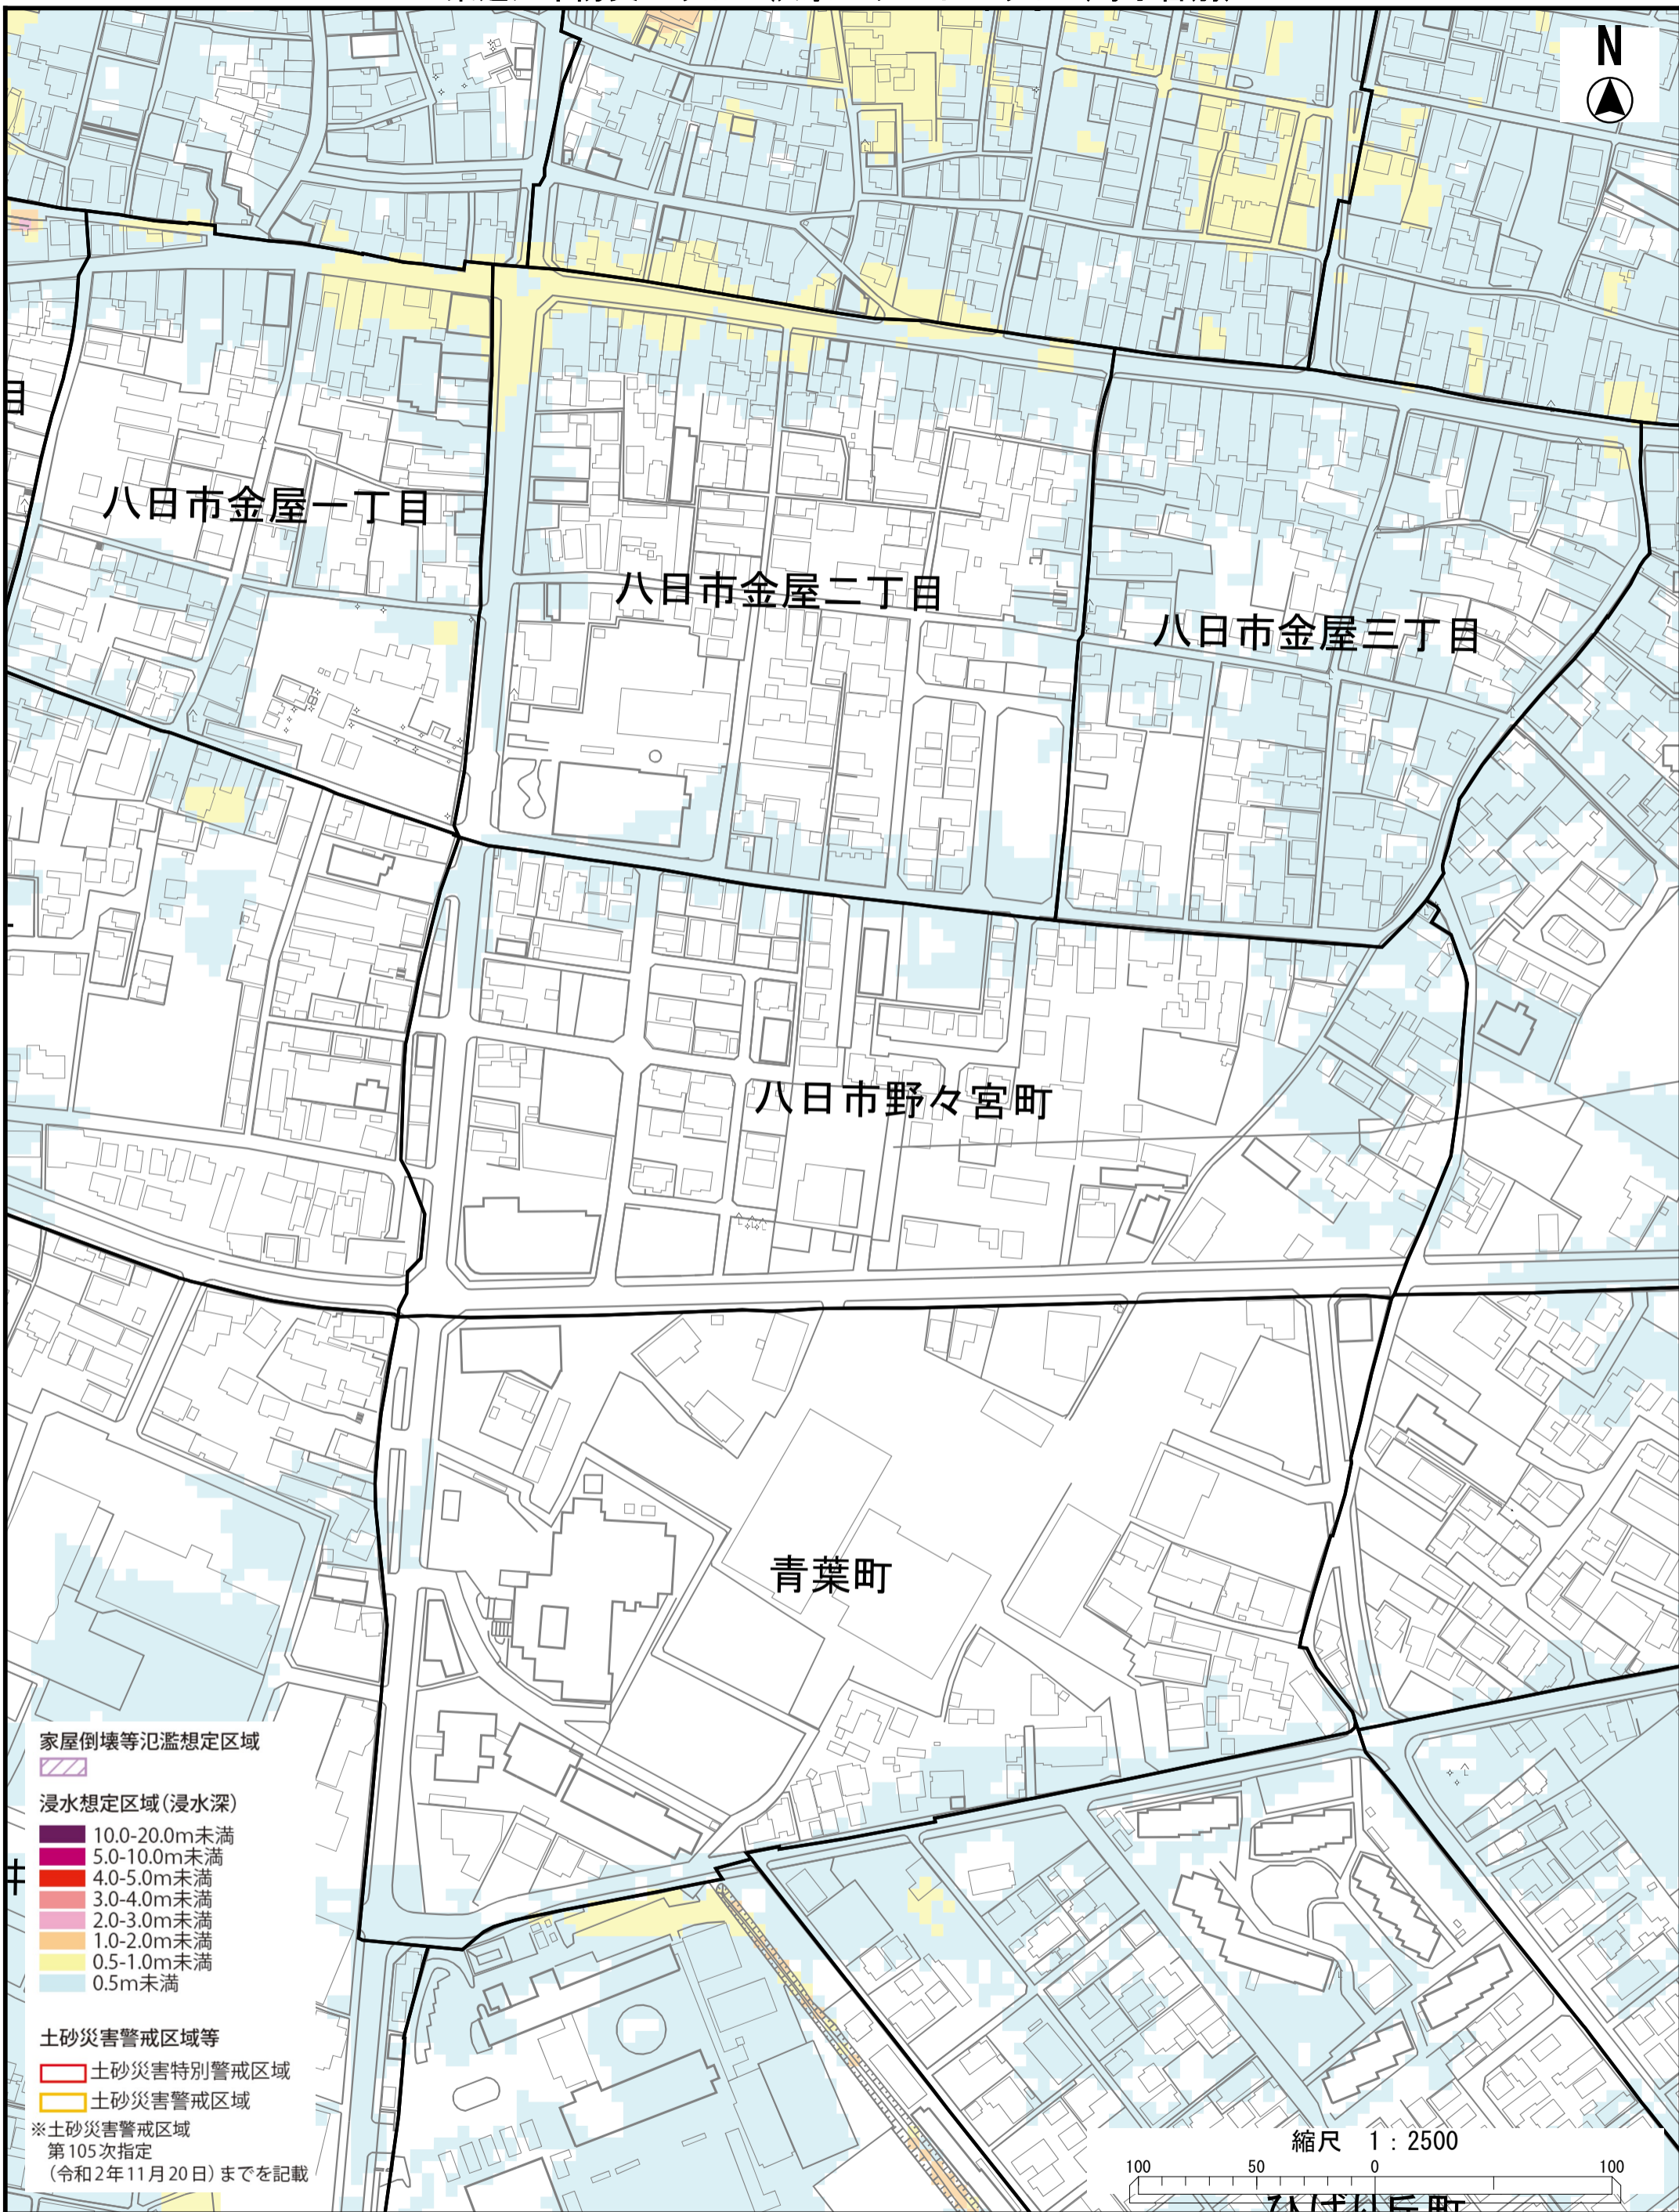 N
目
八日市金屋一丁目
八日市金屋二丁目
八日市金屋三丁目
八日市野々宮町
青葉町
家屋倒壊等氾濫想定区域
浸水想定区域(浸水深)
10.0-20.0m未満
5.0-10.0m未満
4.0-5.0m未満
3.0-4.0m未満
2.0-3.0m未満
1.0-2.0m未満
0.5-1.0m未満
0.5m未満
土砂災害警戒区域等
土砂災害特別警戒区域
土砂災害警戒区域
※土砂災害警戒区域
第105次指定
(令和2年11月20日)までを記載
縮尺 1：2500
100 50 0 100